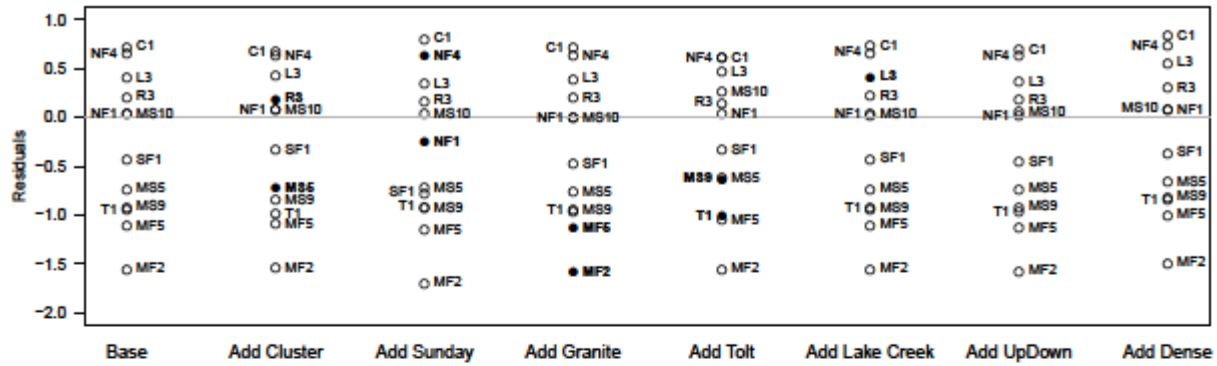 Residuals
1.0
0.5
0.0
−0.5
−1.0
−1.5
−2.0
NF4 C1
L3
R3
NF1 MS10
SF1
MS5
T1 MS9
MF5
MF2
Base
C1 NF4
L3
R3
NF1 MS10
SF1
MS5
MS9
T1
MF5
MF2
Add Cluster
C1
NF4
L3
R3
MS10
NF1
SF1 MS5
T1 MS9
MF5
MF2
Add Sunday
C1 NF4
L3
R3
NF1 MS10
SF1
MS5
T1 MS9
MF5
MF2
Add Granite
NF4 C1
L3
MS10
R3
NF1
SF1
MS9 MS5
T1 MF5
MF2
Add Tolt
NF4 C1
L3
R3
NF1 MS10
SF1
MS5
T1 MS9
MF5
MF2
Add Lake Creek
NF4 C1
L3
R3
NF1 MS10
SF1
MS5
T1 MS9
MF5
MF2
Add UpDown
NF4 C1
L3
R3
MS10 NF1
SF1
MS5
T1 MS9
MF5
MF2
Add Dense